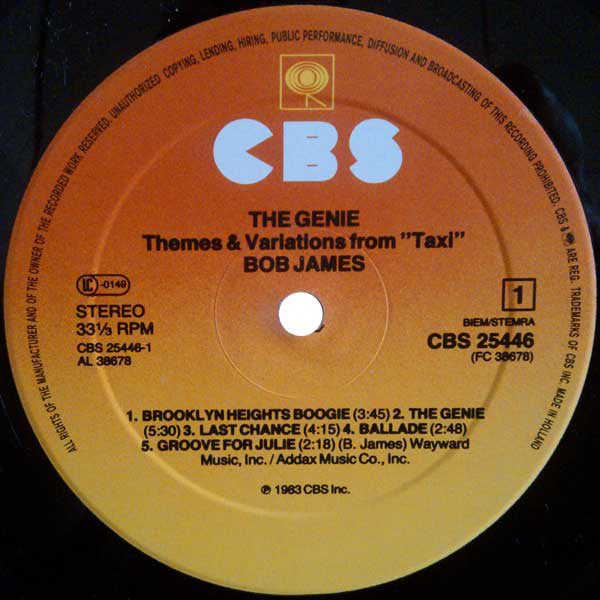 ALL RIGHTS OF THE MANUFACTURER AND OF THE OWNER OF THE RECORDED WORK RESERVED. UNAUTHORIZED COPYING, LENDING, HIRING, PUBLIC PERFORMANCE, DIFFUSION AND BROADCASTING OF THIS RECORDING PROHIBITED. CBS & ARE REG. TRADEMARKS OF CBS INC. MADE IN HOLLAND
CBS
THE GENIE
Themes & Variations from "Taxi"
BOB JAMES
LC -0149
STEREO
33⅓ RPM
CBS 25446-1
AL 38678
1
BIEM/STEMRA
CBS 25446
(FC 38678)
1. BROOKLYN HEIGHTS BOOGIE (3:45) 2. THE GENIE
(5:30) 3. LAST CHANCE (4:15) 4. BALLADE (2:48)
5. GROOVE FOR JULIE (2:18) (B. James) Wayward
Music, Inc. / Addax Music Co., Inc.
℗ 1983 CBS Inc.